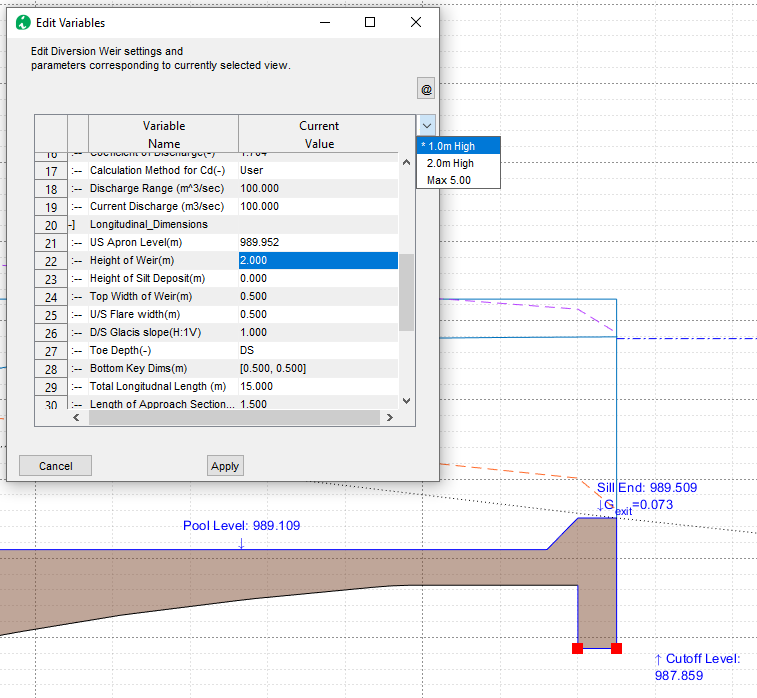 Edit Variables
Edit Diversion Weir settings and
parameters corresponding to currently selected view.
@
Variable Name
Current Value
* 1.0m High
2.0m High
Max 5.00
16 :-- Coefficient of Discharge(-) 1.704
17 :-- Calculation Method for Cd(-) User
18 :-- Discharge Range (m^3/sec) 100.000
19 :-- Current Discharge (m3/sec) 100.000
20 -] Longitudinal_Dimensions
21 :-- US Apron Level(m) 989.952
22 :-- Height of Weir(m) 2.000
23 :-- Height of Silt Deposit(m) 0.000
24 :-- Top Width of Weir(m) 0.500
25 :-- U/S Flare width(m) 0.500
26 :-- D/S Glacis slope(H:1V) 1.000
27 :-- Toe Depth(-) DS
28 :-- Bottom Key Dims(m) [0.500, 0.500]
29 :-- Total Longitudnal Length (m) 15.000
30 :-- Length of Approach Section... 1.500
Cancel
Apply
Sill End: 989.509
↓Gexit=0.073
Pool Level: 989.109
↓
↑ Cutoff Level:
987.859